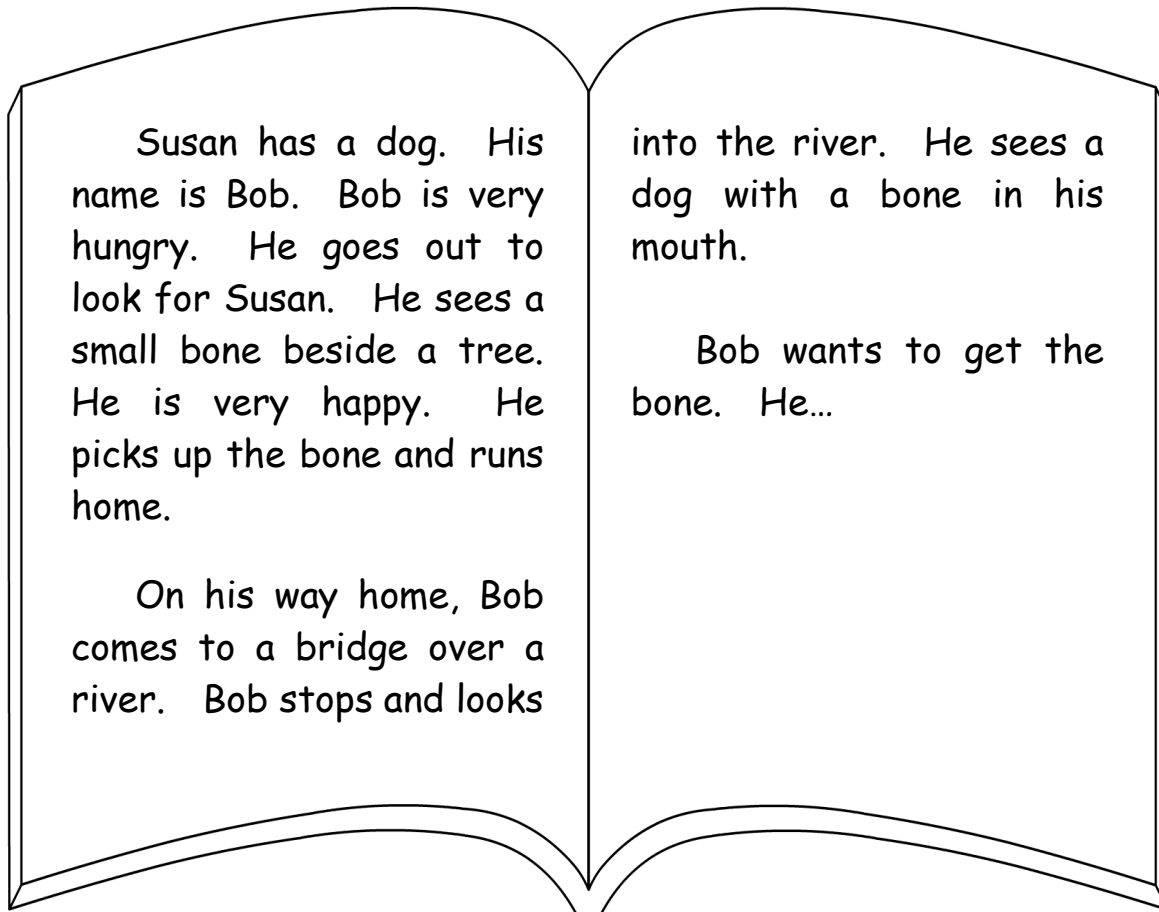 Susan has a dog. His
name is Bob. Bob is very
hungry. He goes out to
look for Susan. He sees a
small bone beside a tree.
He is very happy. He
picks up the bone and runs
home.
On his way home, Bob
comes to a bridge over a
river. Bob stops and looks
into the river. He sees a
dog with a bone in his
mouth.
Bob wants to get the
bone. He…